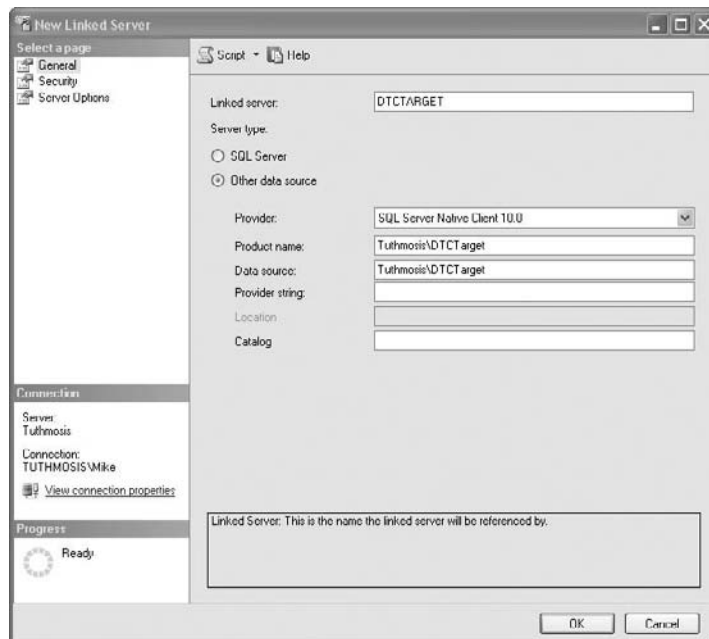 New Linked Server
Select a page
General
Security
Server Options
Script Help
Linked server: DTCTARGET
Server type:
SQL Server
Other data source
Provider: SQL Server Native Client 10.0
Product name: Tuthmosis\DTCTarget
Data source: Tuthmosis\DTCTarget
Provider string:
Location
Catalog
Connection
Server:
Tuthmosis
Connection:
TUTHMOSIS\Mike
View connection properties
Progress
Ready
Linked Server: This is the name the linked server will be referenced by.
OK Cancel